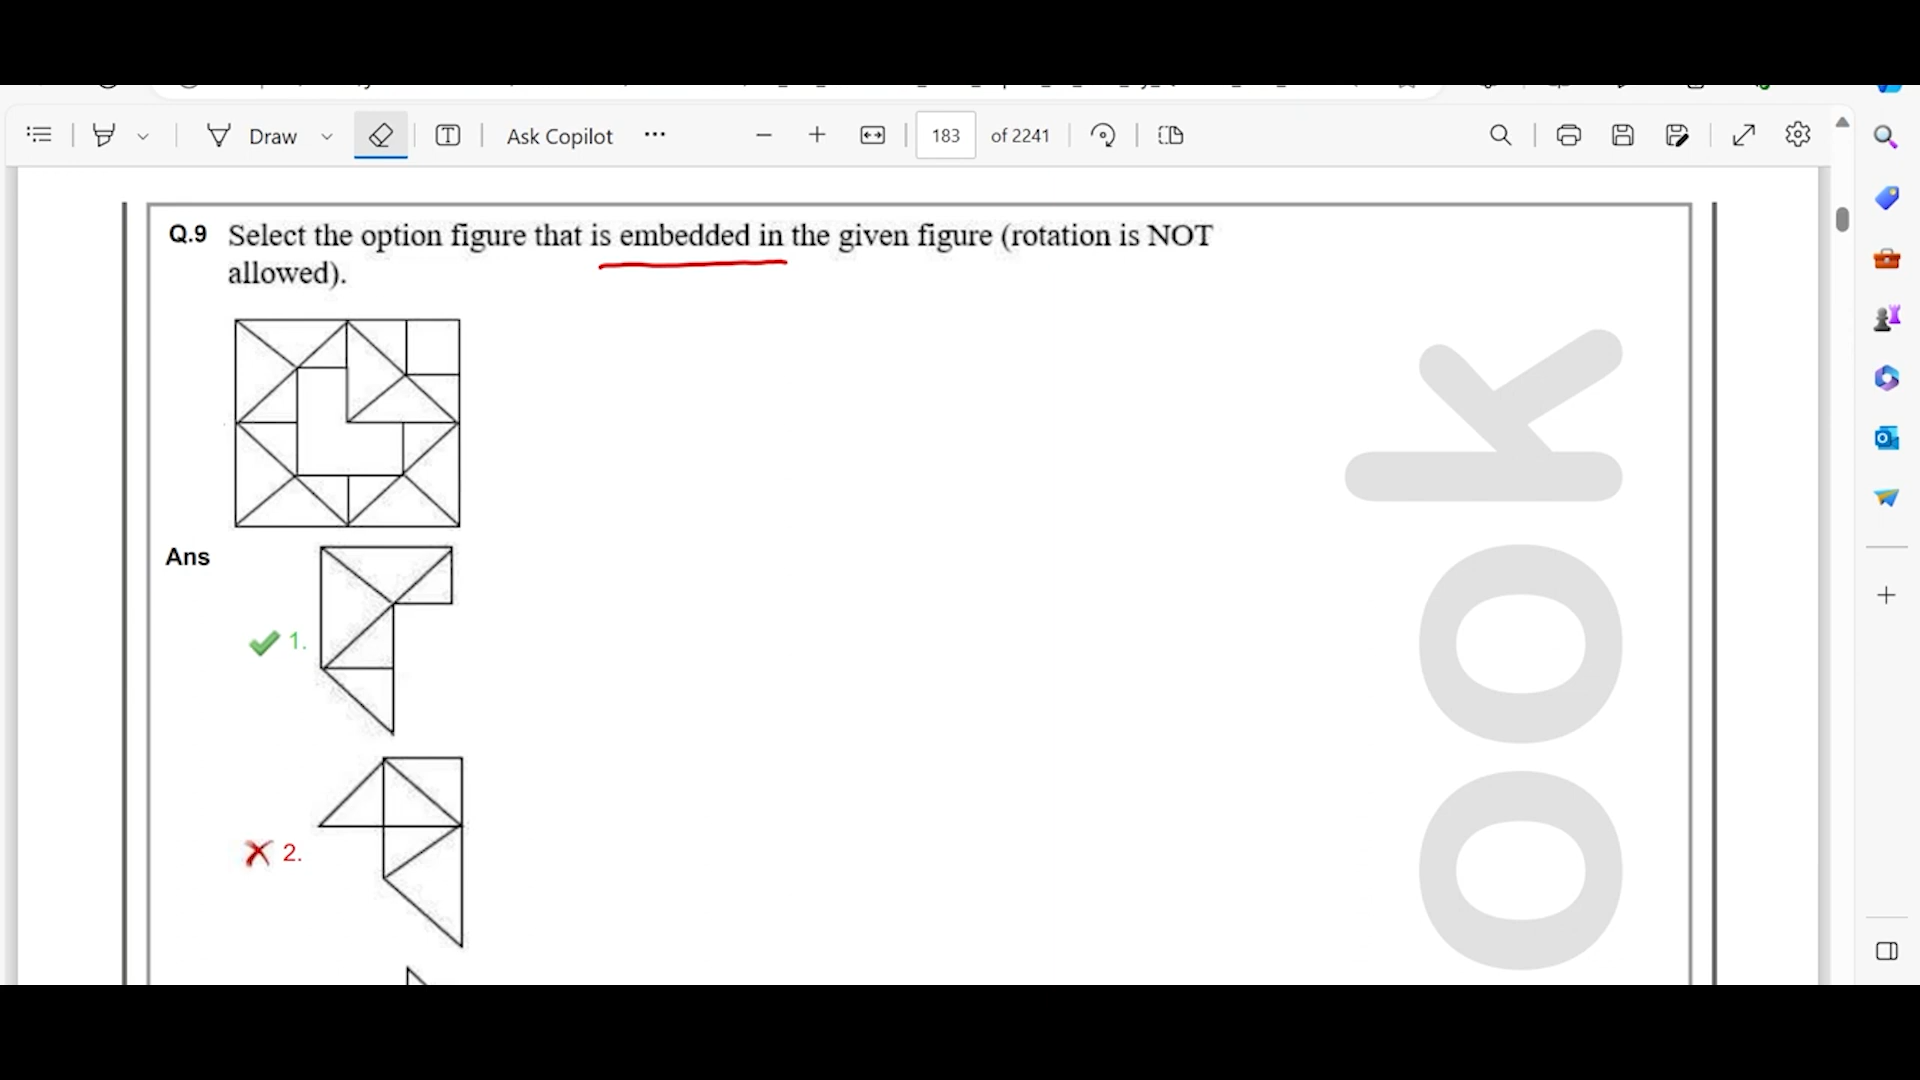 Draw
Ask Copilot
183 of 2241
Q.9 Select the option figure that is embedded in the given figure (rotation is NOT
allowed).
Ans
1.
2.
ook